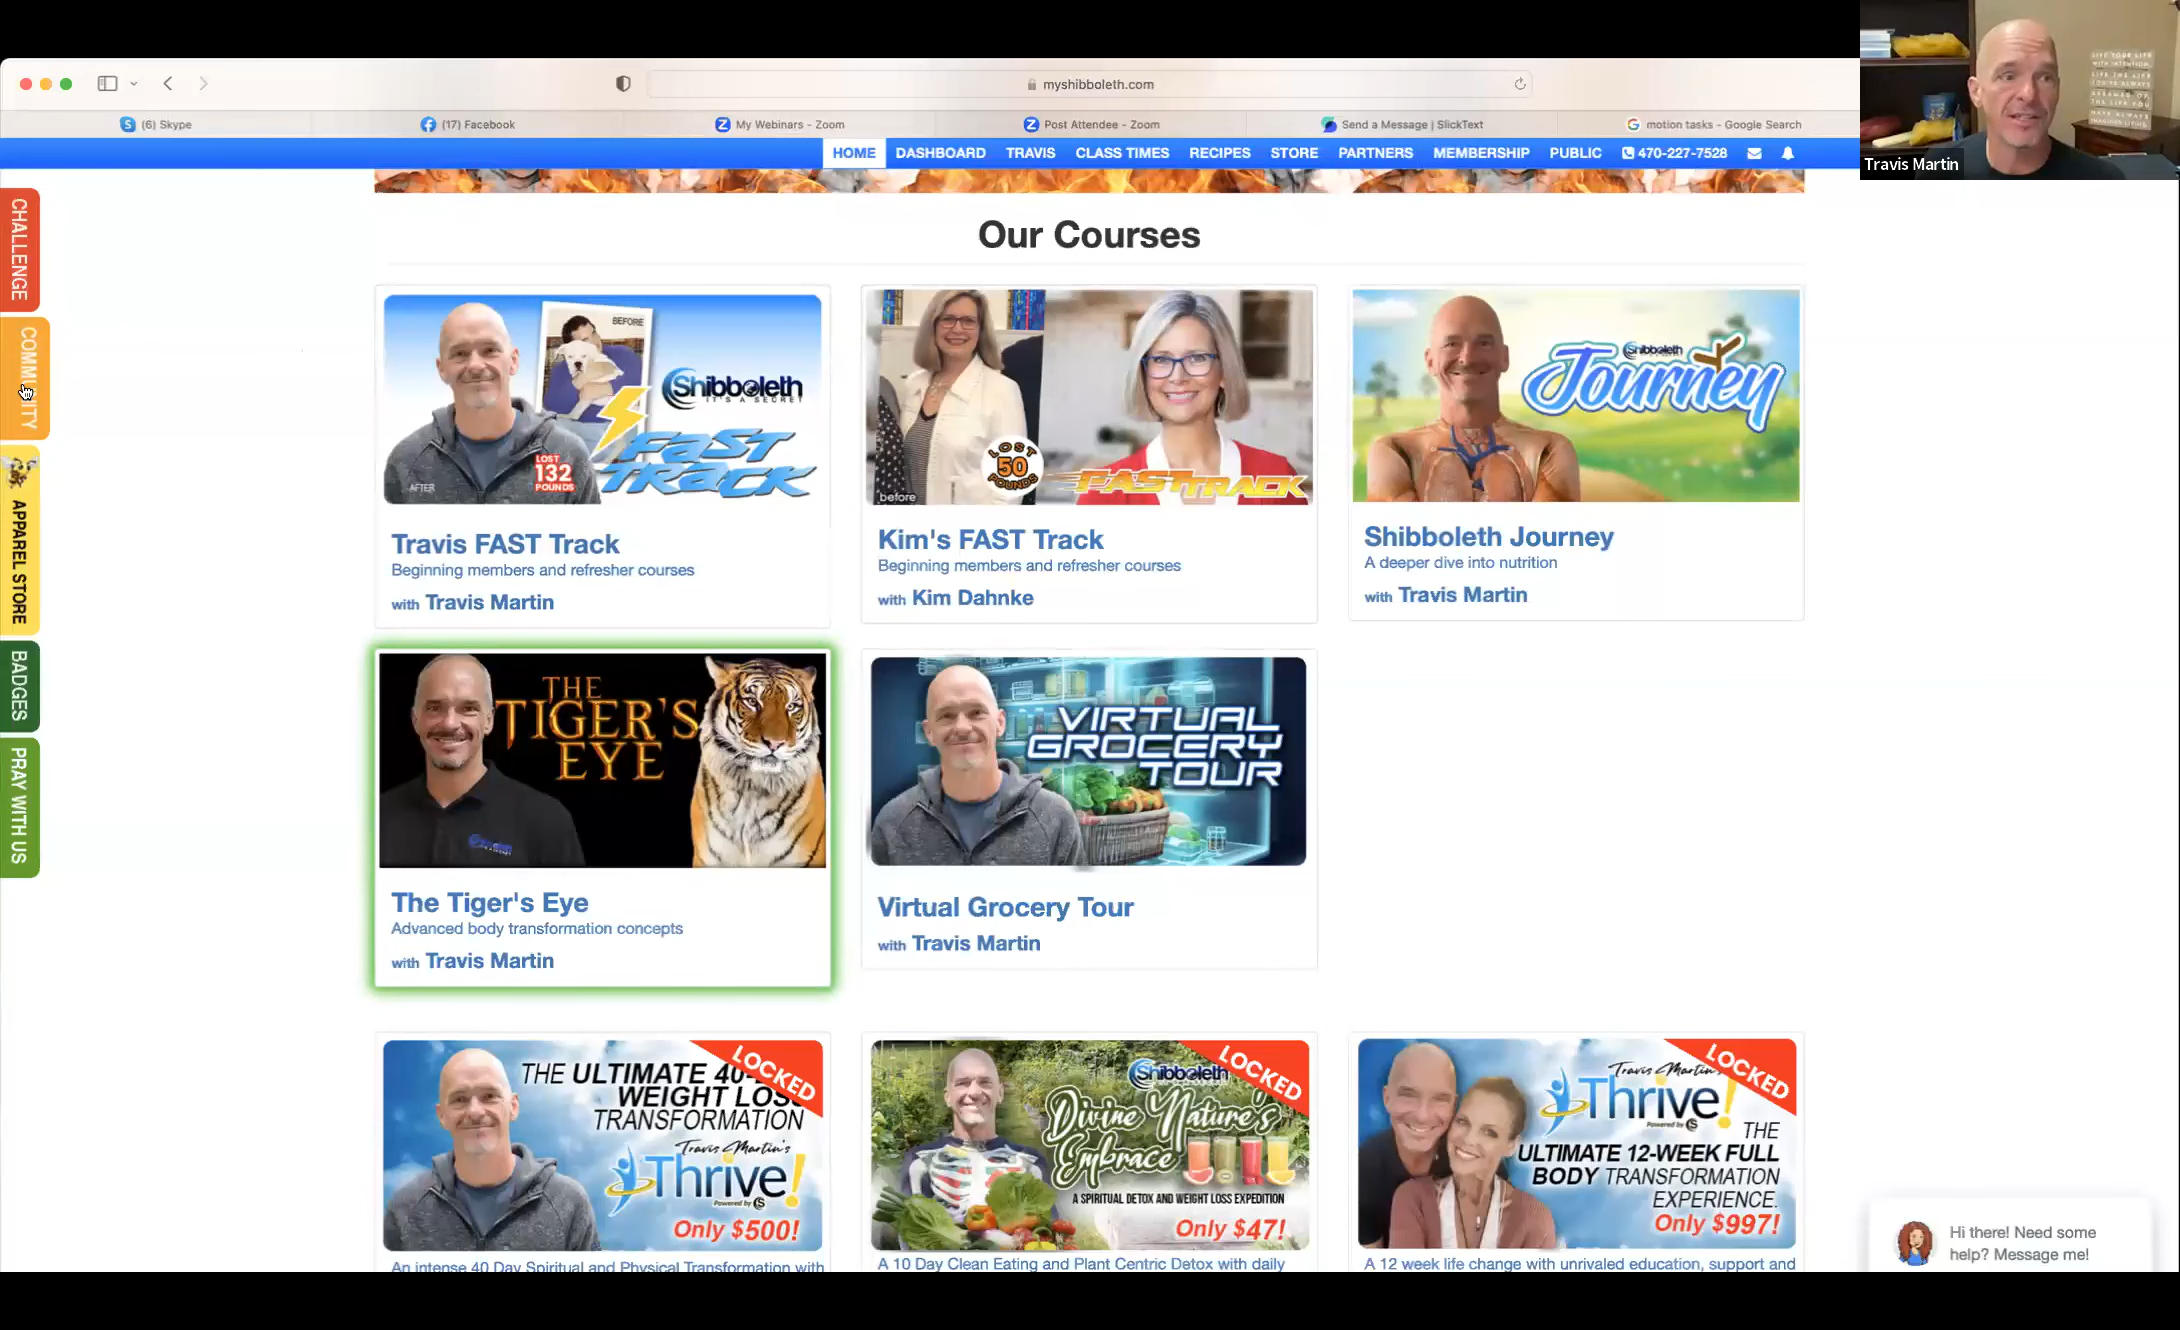 myshibboleth.com
(6) Skype
(17) Facebook
My Webinars - Zoom
Post Attendee - Zoom
Send a Message | SlickText
motion tasks - Google Search
HOME
DASHBOARD
TRAVIS
CLASS TIMES
RECIPES
STORE
PARTNERS
MEMBERSHIP
PUBLIC
470-227-7528
Travis Martin
CHALLENGE
COMMUNITY
APPAREL STORE
BADGES
PRAY WITH US
Our Courses
BEFORE
Shibboleth
IT'S A SECRET
FAST
TRACK
LOST
132
POUNDS
AFTER
Travis FAST Track
Beginning members and refresher courses
with Travis Martin
LOST
50
POUNDS
FAST TRACK
before
Kim's FAST Track
Beginning members and refresher courses
with Kim Dahnke
Shibboleth
Journey
Shibboleth Journey
A deeper dive into nutrition
with Travis Martin
THE
TIGER'S
EYE
The Tiger's Eye
Advanced body transformation concepts
with Travis Martin
VIRTUAL
GROCERY
TOUR
Virtual Grocery Tour
with Travis Martin
LOCKED
THE ULTIMATE 40-
WEIGHT LOSS
TRANSFORMATION
Travis Martin's
Thrive!
Powered by
Only $500!
An intense 40 Day Spiritual and Physical Transformation with
LOCKED
Shibboleth
Divine Nature's
Embrace
A SPIRITUAL DETOX AND WEIGHT LOSS EXPEDITION
Only $47!
A 10 Day Clean Eating and Plant Centric Detox with daily
LOCKED
Travis Martin's
Thrive!
Powered by
THE
ULTIMATE 12-WEEK FULL
BODY TRANSFORMATION
EXPERIENCE.
Only $997!
A 12 week life change with unrivaled education, support and
Hi there! Need some
help? Message me!